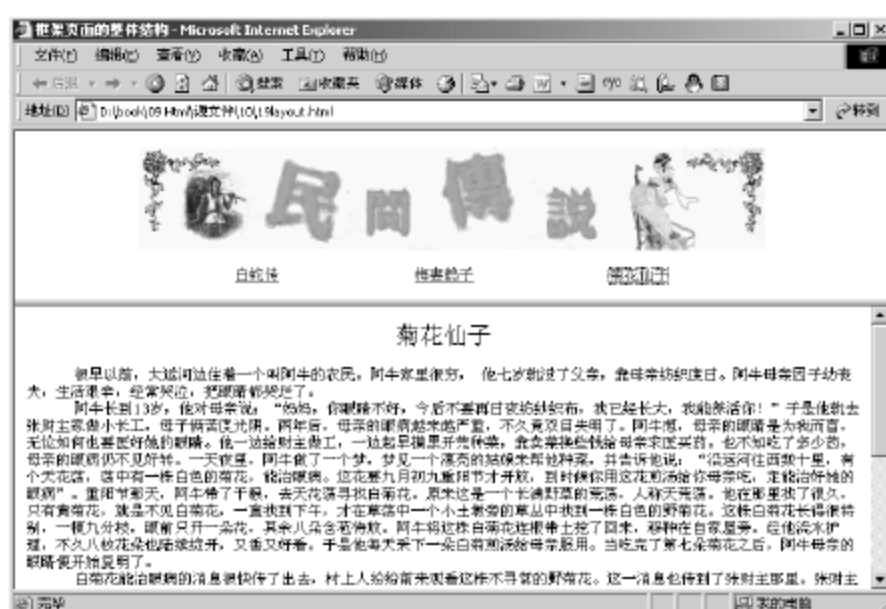 框架页面的整体结构 - Microsoft Internet Explorer
文件(F) 编辑(E) 查看(V) 收藏(A) 工具(T) 帮助(H)
后退 搜索 收藏夹 媒体
地址(D) D:\book\09 Html\源文件\10\19layout.html 转到
民间傳説
白蛇传 梅妻鹤子 菊花仙子
菊花仙子
很早以前,大运河边住着一个叫阿牛的农民。阿牛家里很穷, 他七岁就没了父亲,靠母亲纺织度日。阿牛母亲因子幼丧
夫,生活艰辛,经常哭泣,把眼睛都哭烂了。
阿牛长到13岁,他对母亲说:“妈妈,你眼睛不好,今后不要再日夜纺纱织布,我已经长大,我能养活你!”于是他就去
张财主家做小长工,母子俩苦度光阴。两年后,母亲的眼病越来越严重,不久竟双目失明了。阿牛想,母亲的眼睛是为我而盲,
无论如何也要医好她的眼睛。他一边给财主做工,一边起早摸黑开荒种菜,靠卖菜换些钱给母亲求医买药。也不知吃了多少药,
母亲的眼病仍不见好转。一天夜里,阿牛做了一个梦,梦见一个漂亮的姑娘来帮他种菜,并告诉他说:“沿运河往西数十里,有
个天花荡,荡中有一株白色的菊花,能治眼病。这花要九月初九重阳节才开放,到时候你用这花煎汤给你母亲吃,定能治好她的
眼病”。重阳节那天,阿牛带了干粮,去天花荡寻找白菊花。原来这是一个长满野草的荒荡,人称天荒荡。他在那里找了很久,
只有黄菊花,就是不见白菊花,一直找到下午,才在草荡中一个小土墩旁的草丛中找到一株白色的野菊花。这株白菊花长得很特
别,一梗九分枝,眼前只开一朵花,其余八朵含苞待放。阿牛将这株白菊花连根带土挖了回来,移种在自家屋旁。经他浇水护
理,不久八枚花朵也陆续绽开,又香又好看。于是他每天采下一朵白菊煎汤给母亲服用。当吃完了第七朵菊花之后,阿牛母亲的
眼睛便开始复明了。
白菊花能治眼病的消息很快传了出去,村上人纷纷前来观看这株不寻常的野菊花。这一消息也传到了张财主那里。张财主
完毕 我的电脑